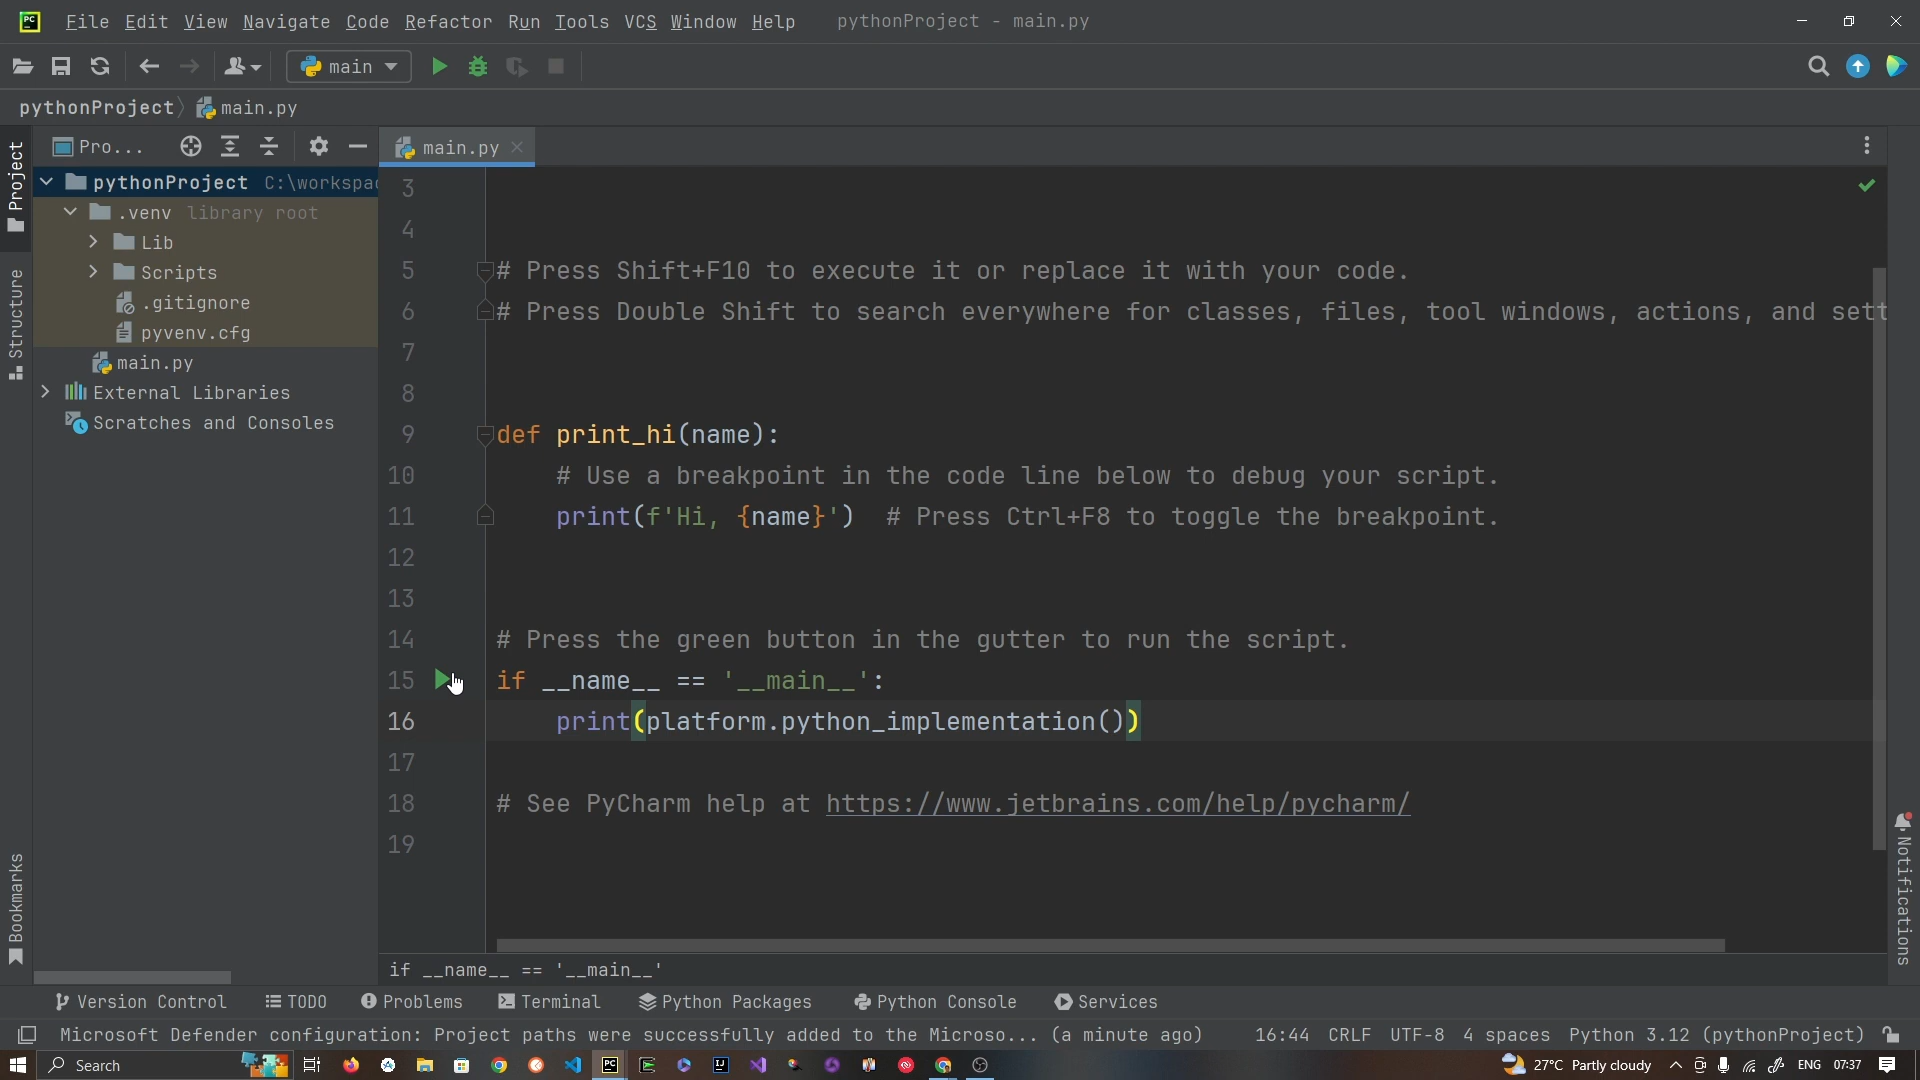 File Edit View Navigate Code Refactor Run Tools VCS Window Help pythonProject - main.py
main
pythonProject main.py
Pro... main.py
Project
pythonProject C:\workspac
.venv library root
Lib
Scripts
.gitignore
pyvenv.cfg
main.py
External Libraries
Scratches and Consoles
Structure
Bookmarks
3
4
5 # Press Shift+F10 to execute it or replace it with your code.
6 # Press Double Shift to search everywhere for classes, files, tool windows, actions, and sett
7
8
9 def print_hi(name):
10 # Use a breakpoint in the code line below to debug your script.
11 print(f'Hi, {name}') # Press Ctrl+F8 to toggle the breakpoint.
12
13
14 # Press the green button in the gutter to run the script.
15 if __name__ == '__main__':
16 print(platform.python_implementation())
17
18 # See PyCharm help at https://www.jetbrains.com/help/pycharm/
19
Notifications
if __name__ == '__main__'
Version Control TODO Problems Terminal Python Packages Python Console Services
Microsoft Defender configuration: Project paths were successfully added to the Microso... (a minute ago) 16:44 CRLF UTF-8 4 spaces Python 3.12 (pythonProject)
Search 27°C Partly cloudy ENG 07:37